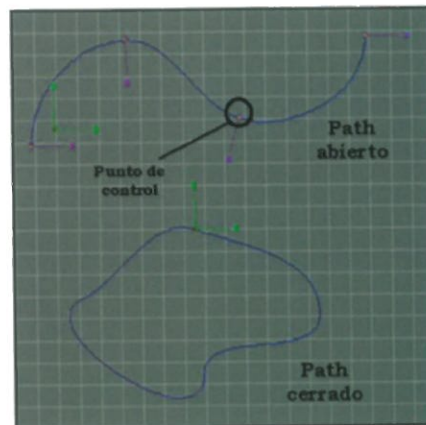 Path
abierto
Punto de
control
Path
cerrado